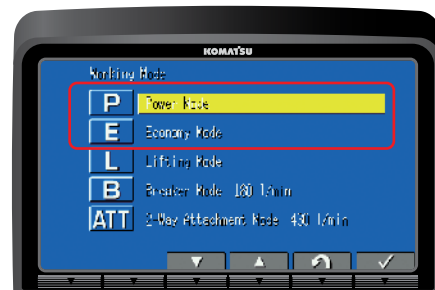 KOMATSU
Working Mode
P Power Mode
E Economy Mode
L Lifting Mode
B Breaker Mode 180 l/min
ATT 2-Way Attachment Mode 430 l/min